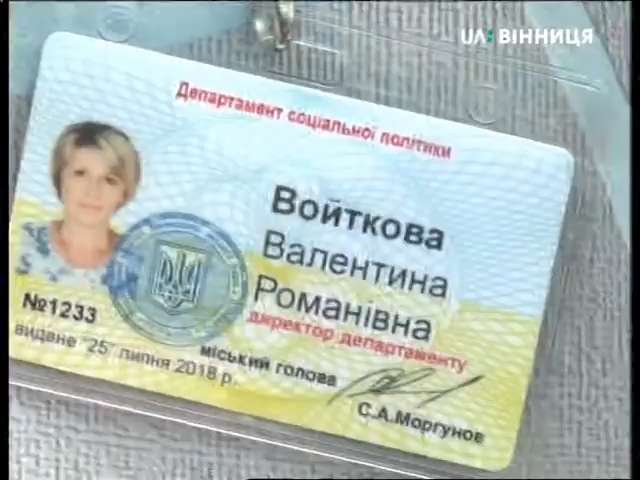 UA: ВІННИЦЯ
Департамент соціальної політики
Войткова
Валентина
Романівна
директор департаменту
№1233
видане "25" липня 2018 р.
міський голова
С.А.Моргунов